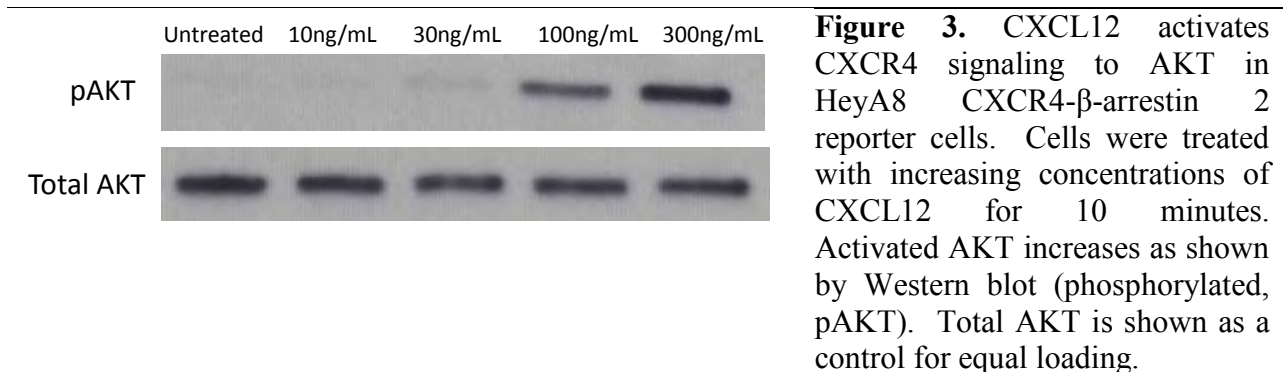 Untreated 10ng/mL 30ng/mL 100ng/mL 300ng/mL
pAKT
Total AKT
Figure 3. CXCL12 activates
CXCR4 signaling to AKT in
HeyA8 CXCR4-β-arrestin 2
reporter cells. Cells were treated
with increasing concentrations of
CXCL12 for 10 minutes.
Activated AKT increases as shown
by Western blot (phosphorylated,
pAKT). Total AKT is shown as a
control for equal loading.